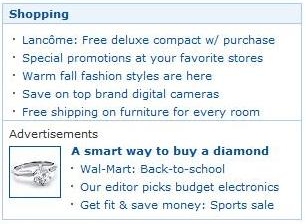 Shopping
· Lancôme: Free deluxe compact w/ purchase
· Special promotions at your favorite stores
· Warm fall fashion styles are here
· Save on top brand digital cameras
· Free shipping on furniture for every room
Advertisements
A smart way to buy a diamond
· Wal-Mart: Back-to-school
· Our editor picks budget electronics
· Get fit & save money: Sports sale